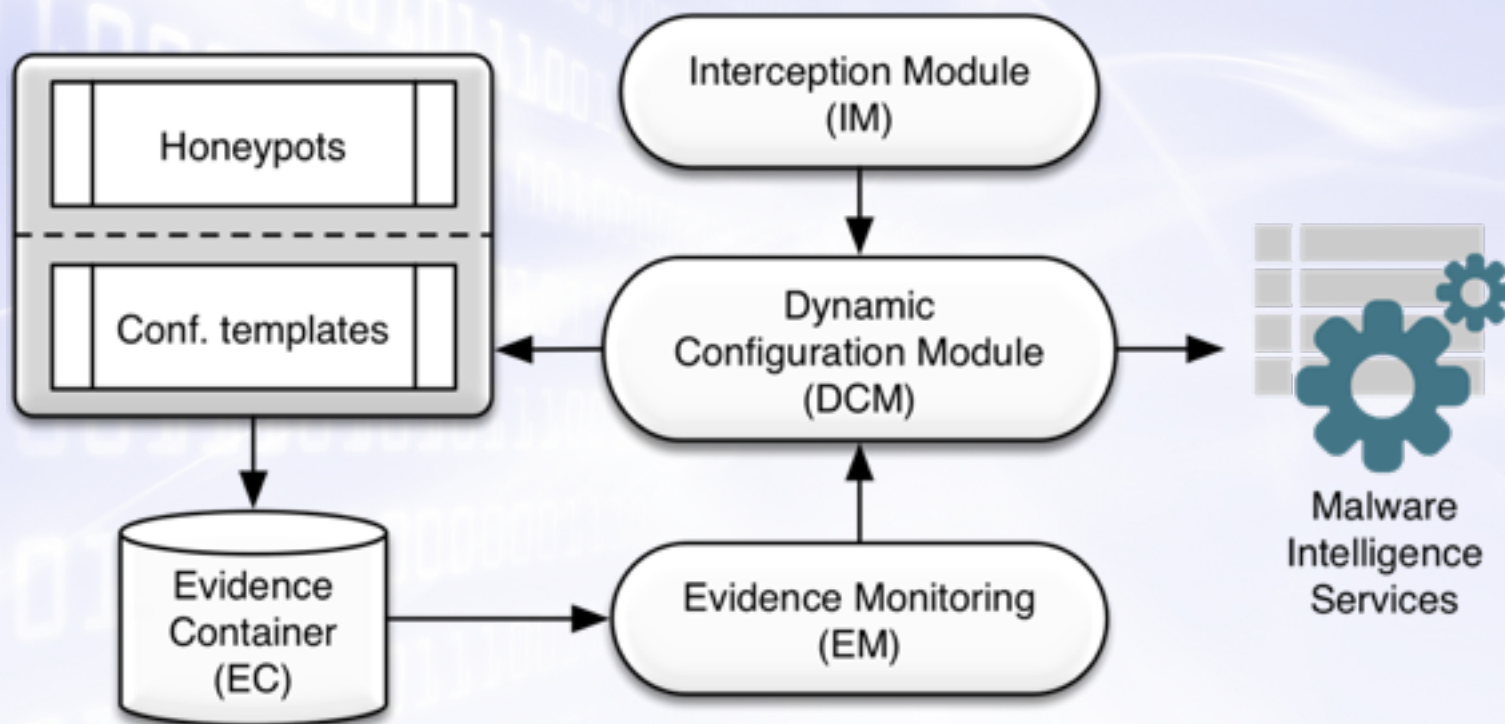 Honeypots
Conf. templates
Interception Module
(IM)
Dynamic
Configuration Module
(DCM)
Evidence
Container
(EC)
Evidence Monitoring
(EM)
Malware
Intelligence
Services